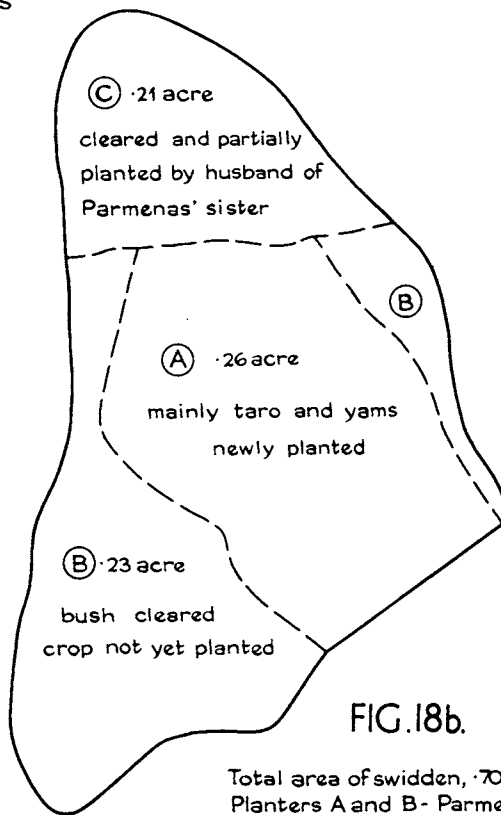 s
C ·21 acre
cleared and partially
planted by husband of
Parmenas' sister
B
A ·26 acre
mainly taro and yams
newly planted
B ·23 acre
bush cleared
crop not yet planted
FIG.18b.
Total area of swidden, ·70
Planters A and B - Parme